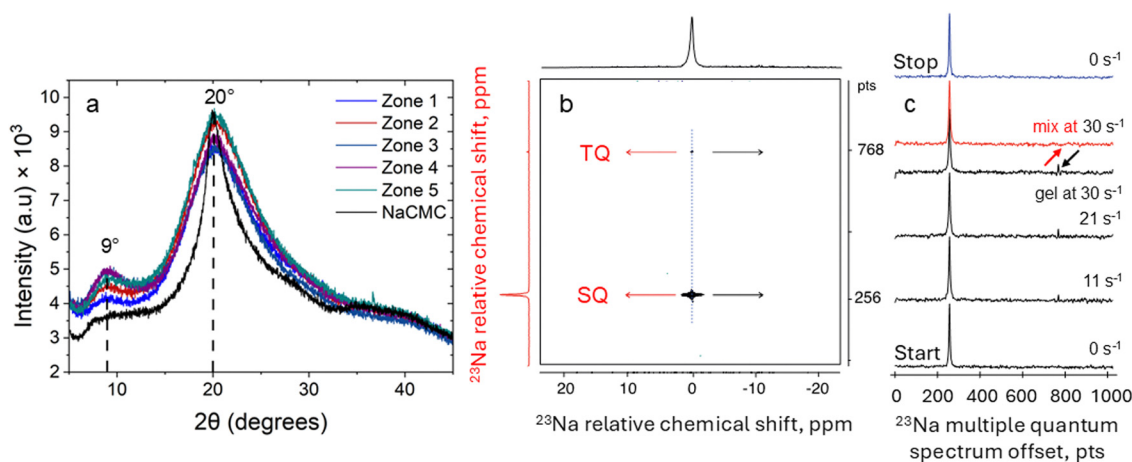 a
20°
9°
Zone 1
Zone 2
Zone 3
Zone 4
Zone 5
NaCMC
10
9
8
7
6
5
4
3
2
Intensity (a.u) × 10³
10
20
30
40
2θ (degrees)
²³Na relative chemical shift, ppm
b
TQ
SQ
pts
768
256
20
10
0
-10
-20
²³Na relative chemical shift, ppm
Stop
0 s⁻¹
c
mix at 30 s⁻¹
gel at 30 s⁻¹
21 s⁻¹
11 s⁻¹
Start
0 s⁻¹
0 200 400 600 800 1000
²³Na multiple quantum
spectrum offset, pts